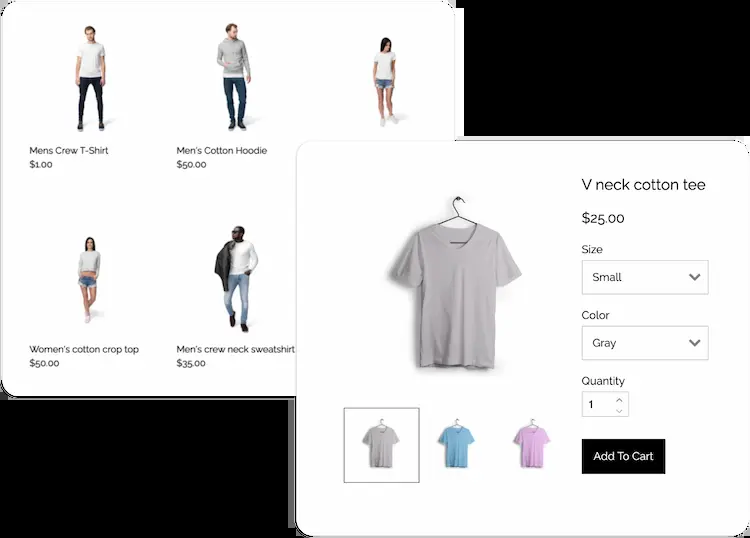 Mens Crew T-Shirt
$1.00
Men's Cotton Hoodie
$50.00
Women's cotton crop top
$50.00
Men's crew neck sweatshirt
$35.00
V neck cotton tee
$25.00
Size
Small
Color
Gray
Quantity
1
Add To Cart